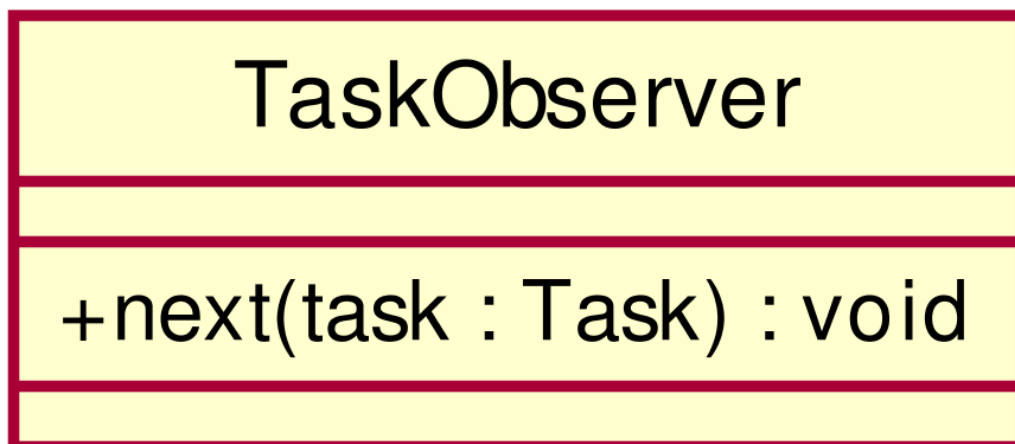 TaskObserver
+next(task : Task) : void